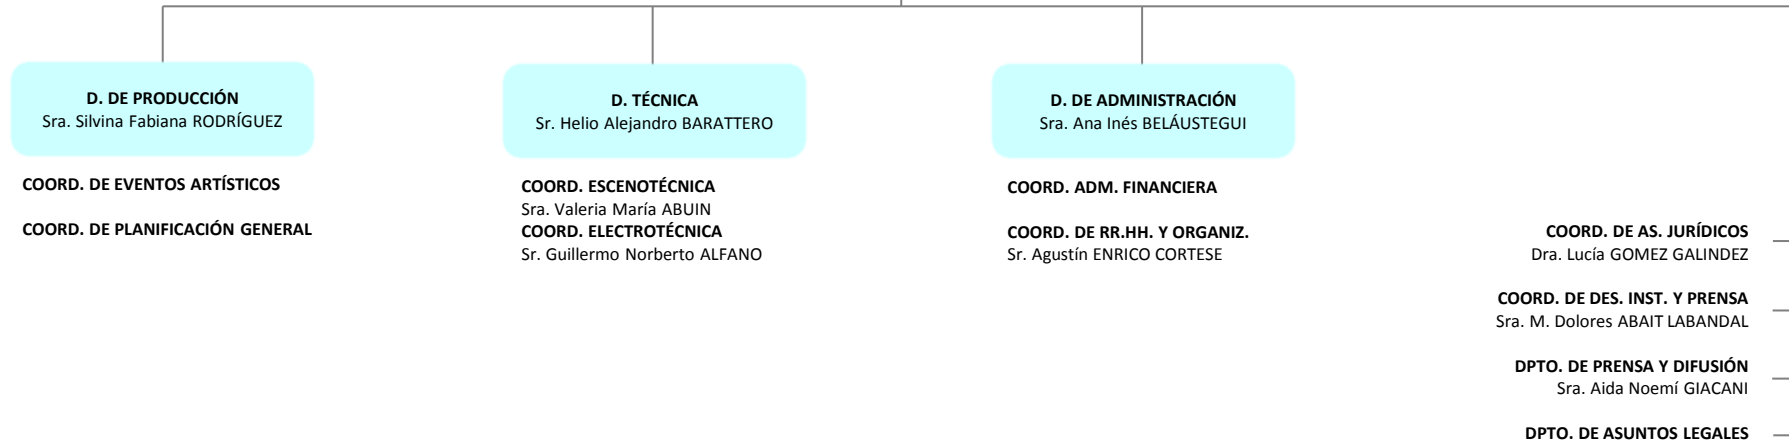 D. DE PRODUCCIÓN
Sra. Silvina Fabiana RODRÍGUEZ
COORD. DE EVENTOS ARTÍSTICOS
COORD. DE PLANIFICACIÓN GENERAL
D. TÉCNICA
Sr. Helio Alejandro BARATTERO
COORD. ESCENOTÉCNICA
Sra. Valeria María ABUIN
COORD. ELECTROTÉCNICA
Sr. Guillermo Norberto ALFANO
D. DE ADMINISTRACIÓN
Sra. Ana Inés BELÁUSTEGUI
COORD. ADM. FINANCIERA
COORD. DE RR.HH. Y ORGANIZ.
Sr. Agustín ENRICO CORTESE
COORD. DE AS. JURÍDICOS
Dra. Lucía GOMEZ GALINDEZ
COORD. DE DES. INST. Y PRENSA
Sra. M. Dolores ABAIT LABANDAL
DPTO. DE PRENSA Y DIFUSIÓN
Sra. Aida Noemí GIACANI
DPTO. DE ASUNTOS LEGALES